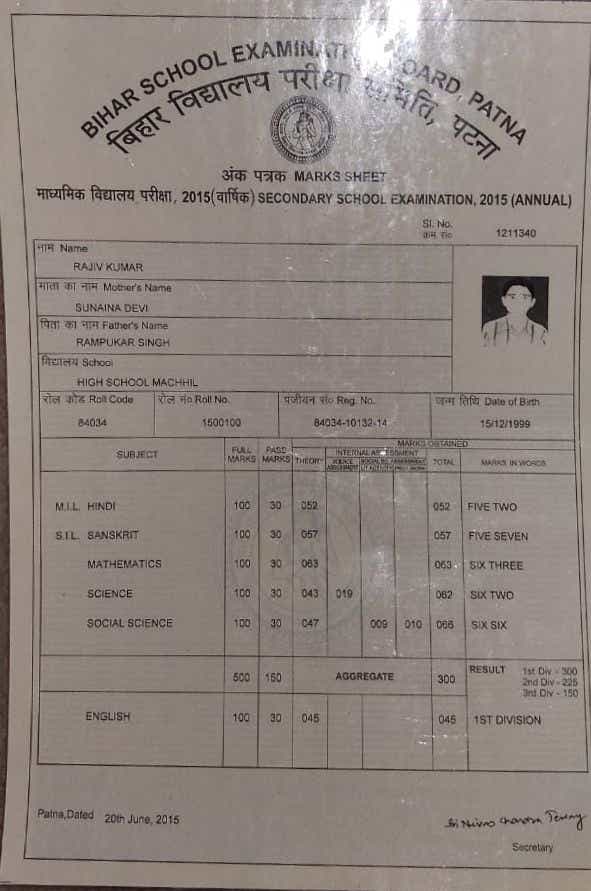 BIHAR SCHOOL EXAMINATION BOARD, PATNA
बिहार विद्यालय परीक्षा समिति, पटना
अंक पत्रक MARKS SHEET
माध्यमिक विद्यालय परीक्षा, 2015(वार्षिक) SECONDARY SCHOOL EXAMINATION, 2015 (ANNUAL)
Sl. No.
क्रम. सं० 1211340
नाम Name
RAJIV KUMAR
माता का नाम Mother's Name
SUNAINA DEVI
पिता का नाम Father's Name
RAMPUKAR SINGH
विद्यालय School
HIGH SCHOOL MACHHIL
रोल कोड Roll Code रोल नं० Roll No. पंजीयन सं० Reg. No. जन्म तिथि Date of Birth
84034 1500100 84034-10132-14 15/12/1999
SUBJECT FULL MARKS PASS MARKS MARKS OBTAINED
THEORY INTERNAL ASSESSMENT TOTAL MARKS IN WORDS
M.I.L. HINDI 100 30 052 052 FIVE TWO
S.I.L. SANSKRIT 100 30 057 057 FIVE SEVEN
MATHEMATICS 100 30 063 063 SIX THREE
SCIENCE 100 30 043 019 062 SIX TWO
SOCIAL SCIENCE 100 30 047 009 010 066 SIX SIX
500 150 AGGREGATE 300 RESULT 1st Div - 300
2nd Div - 225
3rd Div - 150
ENGLISH 100 30 045 045 1ST DIVISION
Patna,Dated 20th June, 2015
Secretary